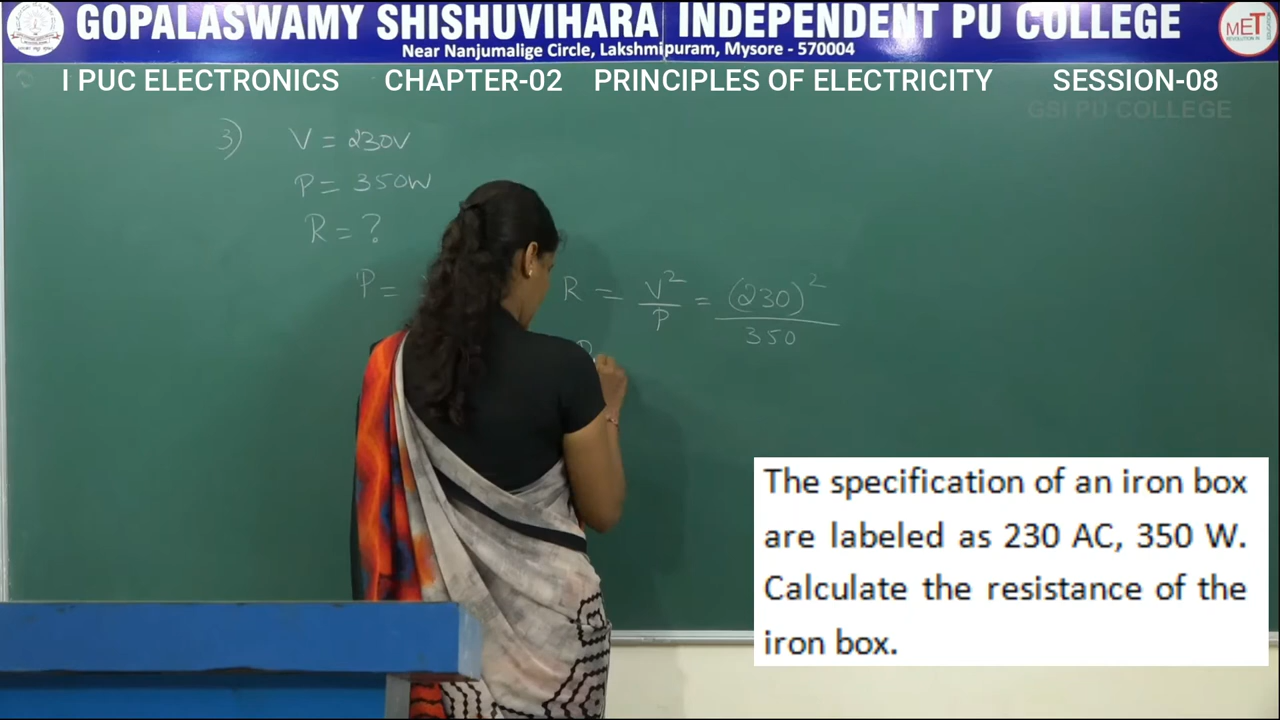 GOPALASWAMY SHISHUVIHARA INDEPENDENT PU COLLEGE
Near Nanjumalige Circle, Lakshmipuram, Mysore - 570004
MET
I PUC ELECTRONICS CHAPTER-02 PRINCIPLES OF ELECTRICITY SESSION-08
GSI PU COLLEGE
3) V = 230V
P = 350W
R = ?
P = R = V² / P = (230)² / 350
The specification of an iron box
are labeled as 230 AC, 350 W.
Calculate the resistance of the
iron box.